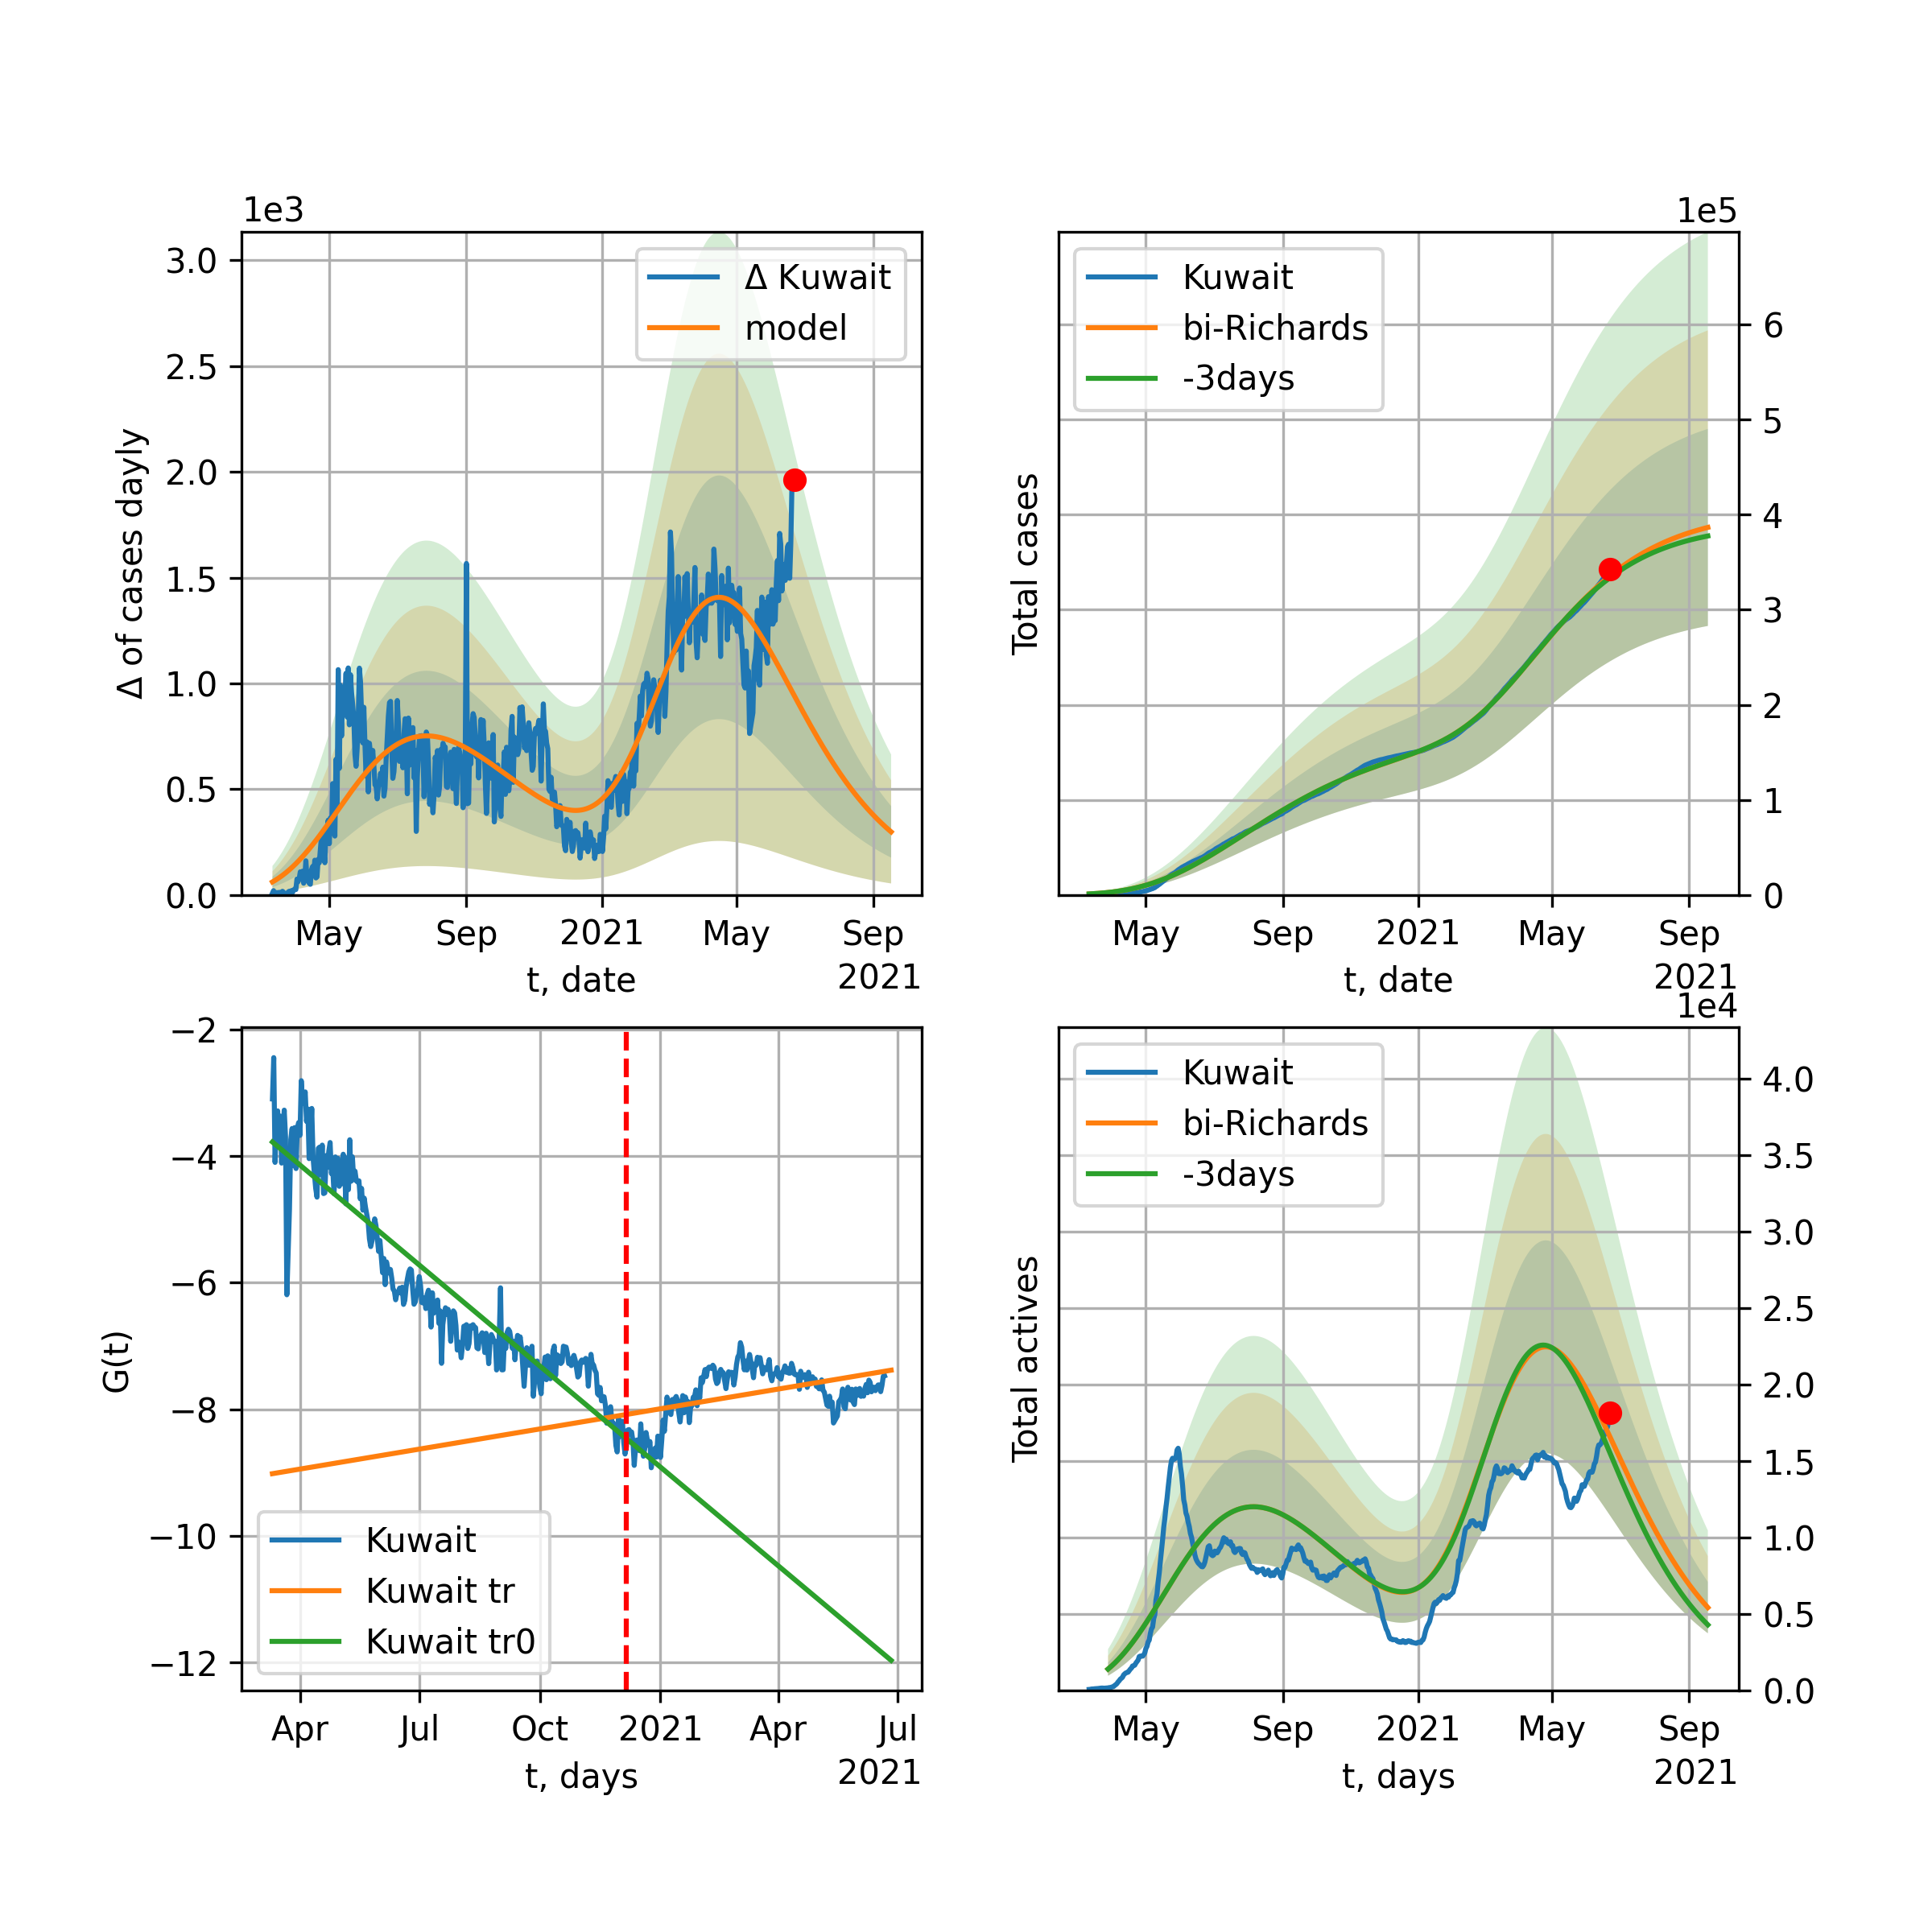 1e3
3.0
2.5
2.0
1.5
1.0
0.5
0.0
Δ of cases dayly
Δ Kuwait
model
May Sep 2021 May Sep
2021
t, date
1e5
Kuwait
bi-Richards
-3days
Total cases
6
5
4
3
2
1
0
May Sep 2021 May Sep
2021
t, date
−2
−4
−6
−8
−10
−12
G(t)
Kuwait
Kuwait tr
Kuwait tr0
Apr Jul Oct 2021 Apr Jul
2021
t, days
1e4
Kuwait
bi-Richards
-3days
Total actives
4.0
3.5
3.0
2.5
2.0
1.5
1.0
0.5
0.0
May Sep 2021 May Sep
2021
t, days